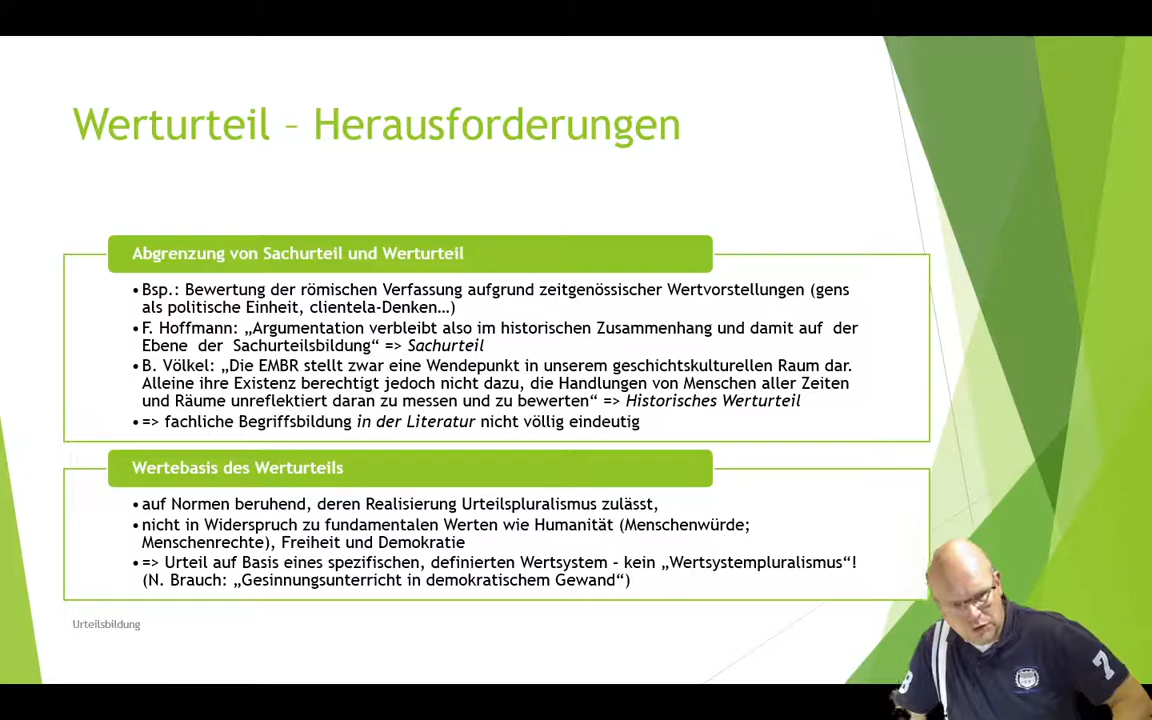 Werturteil – Herausforderungen
Abgrenzung von Sachurteil und Werturteil
•Bsp.: Bewertung der römischen Verfassung aufgrund zeitgenössischer Wertvorstellungen (gens
als politische Einheit, clientela-Denken…)
•F. Hoffmann: „Argumentation verbleibt also im historischen Zusammenhang und damit auf der
Ebene der Sachurteilsbildung“ => Sachurteil
•B. Völkel: „Die EMBR stellt zwar eine Wendepunkt in unserem geschichtskulturellen Raum dar.
Alleine ihre Existenz berechtigt jedoch nicht dazu, die Handlungen von Menschen aller Zeiten
und Räume unreflektiert daran zu messen und zu bewerten“ => Historisches Werturteil
•=> fachliche Begriffsbildung in der Literatur nicht völlig eindeutig
Wertebasis des Werturteils
•auf Normen beruhend, deren Realisierung Urteilspluralismus zulässt,
•nicht in Widerspruch zu fundamentalen Werten wie Humanität (Menschenwürde;
Menschenrechte), Freiheit und Demokratie
•=> Urteil auf Basis eines spezifischen, definierten Wertsystem – kein „Wertsystempluralismus“!
(N. Brauch: „Gesinnungsunterricht in demokratischem Gewand“)
Urteilsbildung
8
7